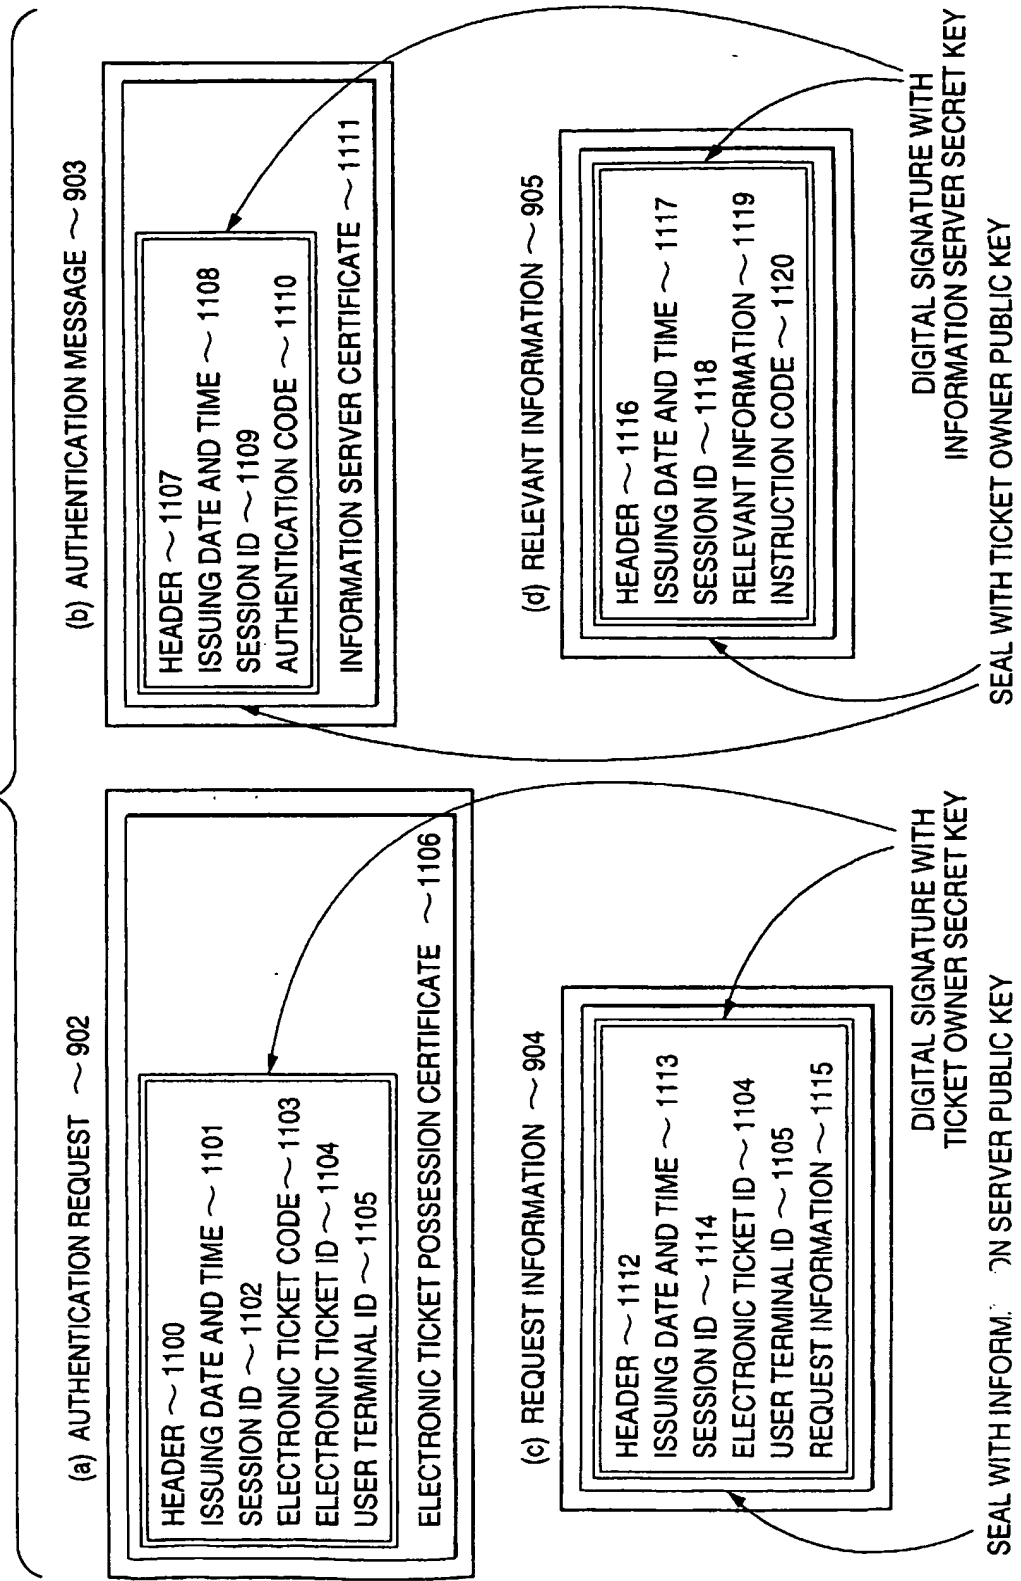 (a) AUTHENTICATION REQUEST ~902
HEADER ~1100
ISSUING DATE AND TIME ~1101
SESSION ID ~1102
ELECTRONIC TICKET CODE ~1103
ELECTRONIC TICKET ID ~1104
USER TERMINAL ID ~1105
ELECTRONIC TICKET POSSESSION CERTIFICATE ~1106
(b) AUTHENTICATION MESSAGE ~903
HEADER ~1107
ISSUING DATE AND TIME ~1108
SESSION ID ~1109
AUTHENTICATION CODE ~1110
INFORMATION SERVER CERTIFICATE ~1111
(c) REQUEST INFORMATION ~904
HEADER ~1112
ISSUING DATE AND TIME ~1113
SESSION ID ~1114
ELECTRONIC TICKET ID ~1104
USER TERMINAL ID ~1105
REQUEST INFORMATION ~1115
DIGITAL SIGNATURE WITH
TICKET OWNER SECRET KEY
SEAL WITH SERVER PUBLIC KEY
(d) RELEVANT INFORMATION ~905
HEADER ~1116
ISSUING DATE AND TIME ~1117
SESSION ID ~1118
RELEVANT INFORMATION ~1119
INSTRUCTION CODE ~1120
DIGITAL SIGNATURE WITH
INFORMATION SERVER SECRET KEY
SEAL WITH TICKET OWNER PUBLIC KEY